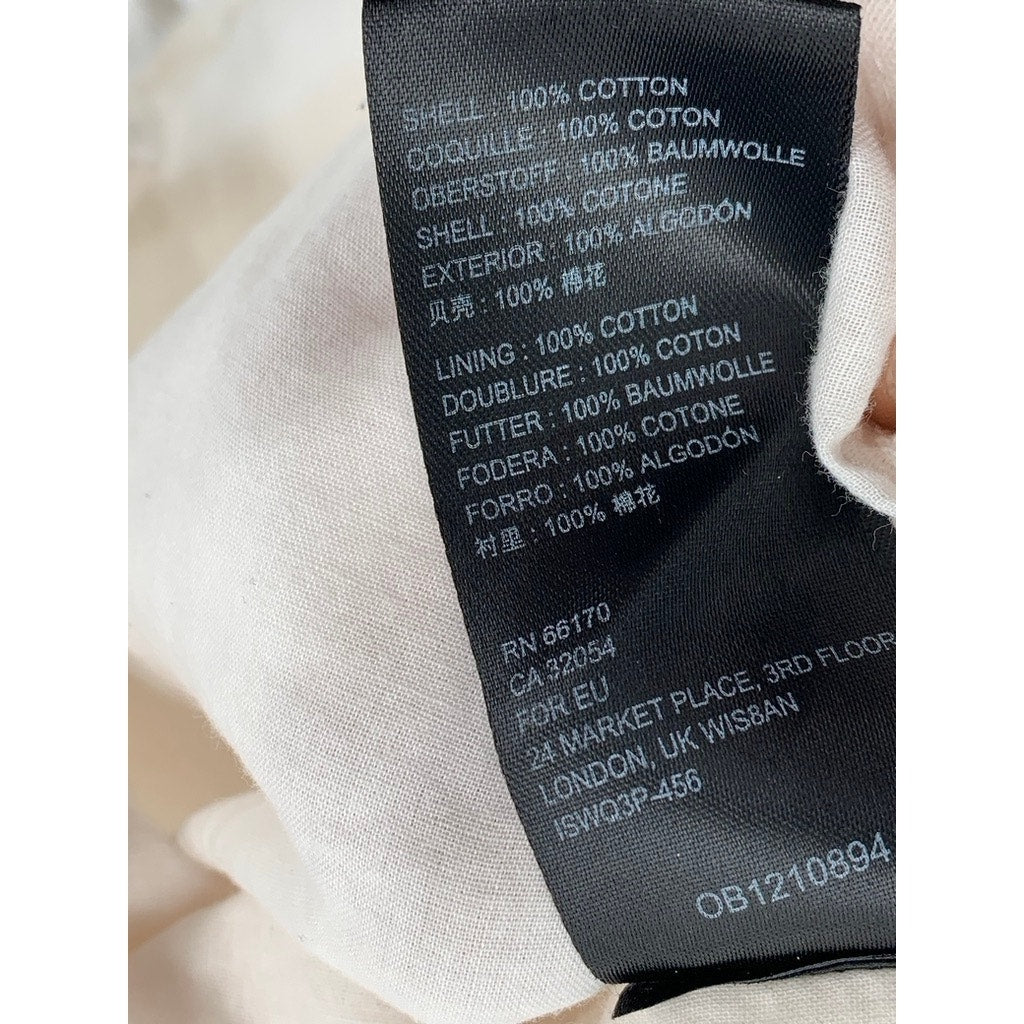 SHELL : 100% COTTON
COQUILLE : 100% COTON
OBERSTOFF : 100% BAUMWOLLE
SHELL : 100% COTONE
EXTERIOR : 100% ALGODÓN
贝壳 : 100% 棉花
LINING : 100% COTTON
DOUBLURE : 100% COTON
FUTTER : 100% BAUMWOLLE
FODERA : 100% COTONE
FORRO : 100% ALGODÓN
衬里 : 100% 棉花
RN 66170
CA 32054
FOR EU
24 MARKET PLACE, 3RD FLOOR
LONDON, UK WIS8AN
ISWQ3P-456
OB1210894